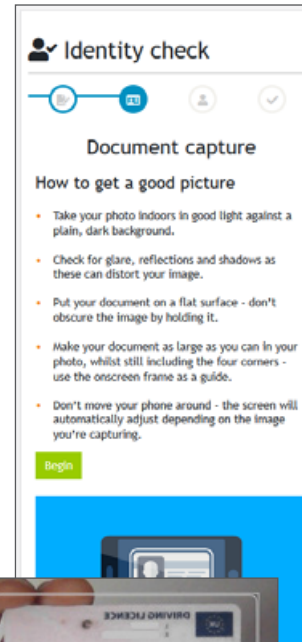 Identity check
Document capture
How to get a good picture
Take your photo indoors in good light against a
plain, dark background.
Check for glare, reflections and shadows as
these can distort your image.
Put your document on a flat surface - don't
obscure the image by holding it.
Make your document as large as you can in your
photo, whilst still including the four corners -
use the onscreen frame as a guide.
Don't move your phone around - the screen will
automatically adjust depending on the image
you're capturing.
Begin
DRIVING LICENCE